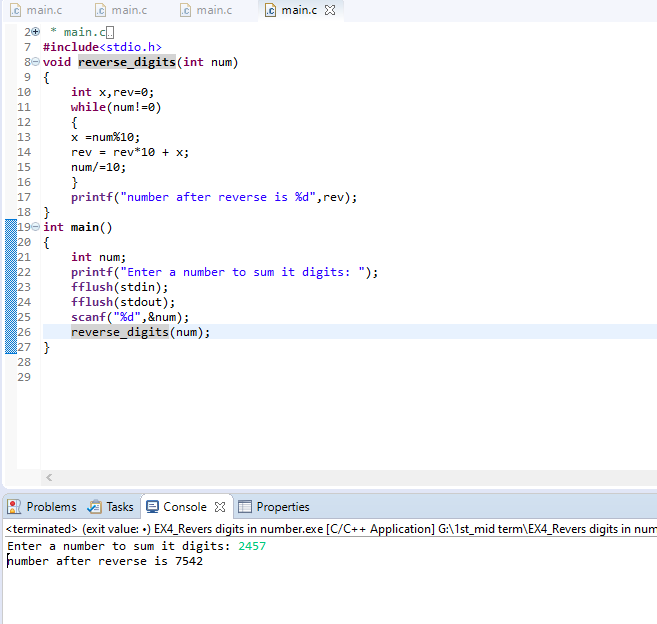 main.c main.c main.c main.c
2 * main.c
7 #include<stdio.h>
8 void reverse_digits(int num)
9 {
10 int x,rev=0;
11 while(num!=0)
12 {
13 x =num%10;
14 rev = rev*10 + x;
15 num/=10;
16 }
17 printf("number after reverse is %d",rev);
18 }
19 int main()
20 {
21 int num;
22 printf("Enter a number to sum it digits: ");
23 fflush(stdin);
24 fflush(stdout);
25 scanf("%d",&num);
26 reverse_digits(num);
27 }
28
29
Problems Tasks Console Properties
<terminated> (exit value: •) EX4_Revers digits in number.exe [C/C++ Application] G:\1st_mid term\EX4_Revers digits in num
Enter a number to sum it digits: 2457
number after reverse is 7542